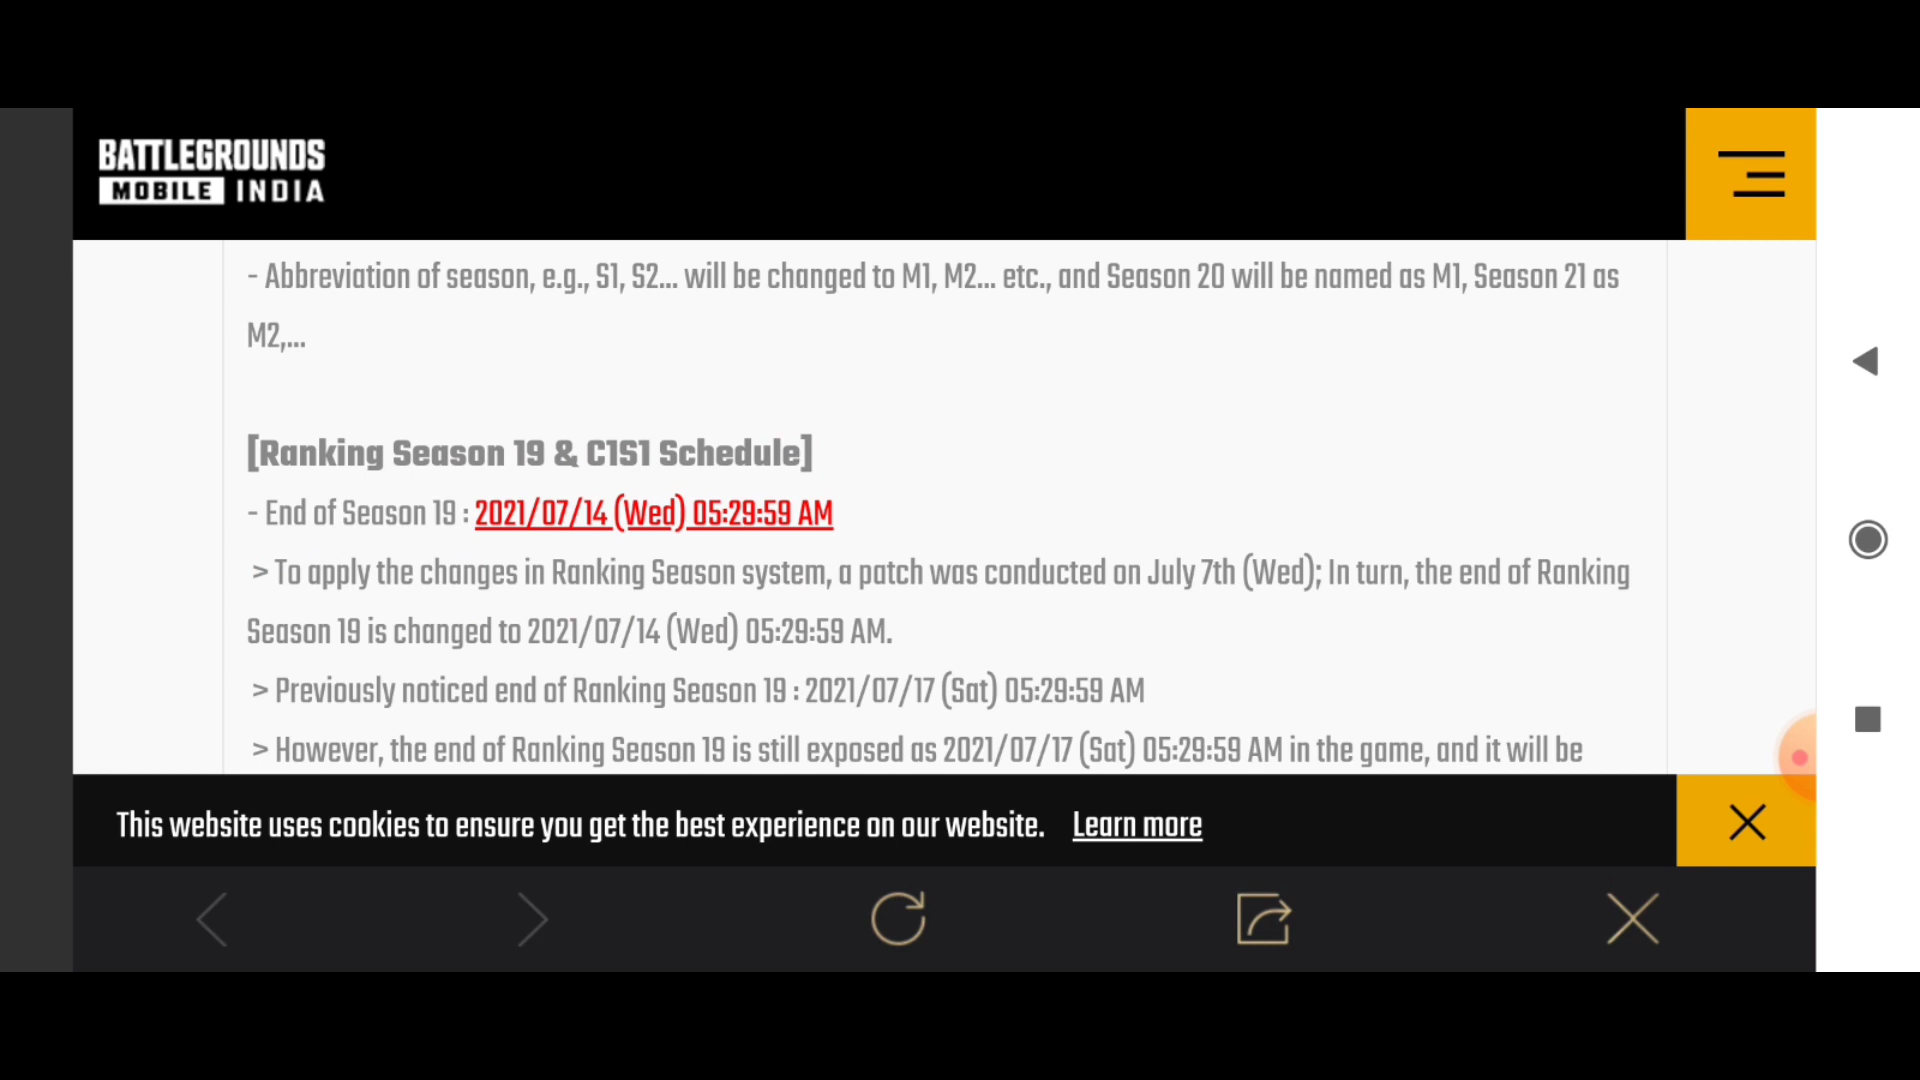 BATTLEGROUNDS
MOBILE INDIA
- Abbreviation of season, e.g., S1, S2... will be changed to M1, M2... etc., and Season 20 will be named as M1, Season 21 as
M2,...
[Ranking Season 19 & C1S1 Schedule]
- End of Season 19 : 2021/07/14 (Wed) 05:29:59 AM
> To apply the changes in Ranking Season system, a patch was conducted on July 7th (Wed); In turn, the end of Ranking
Season 19 is changed to 2021/07/14 (Wed) 05:29:59 AM.
> Previously noticed end of Ranking Season 19 : 2021/07/17 (Sat) 05:29:59 AM
> However, the end of Ranking Season 19 is still exposed as 2021/07/17 (Sat) 05:29:59 AM in the game, and it will be
This website uses cookies to ensure you get the best experience on our website. Learn more